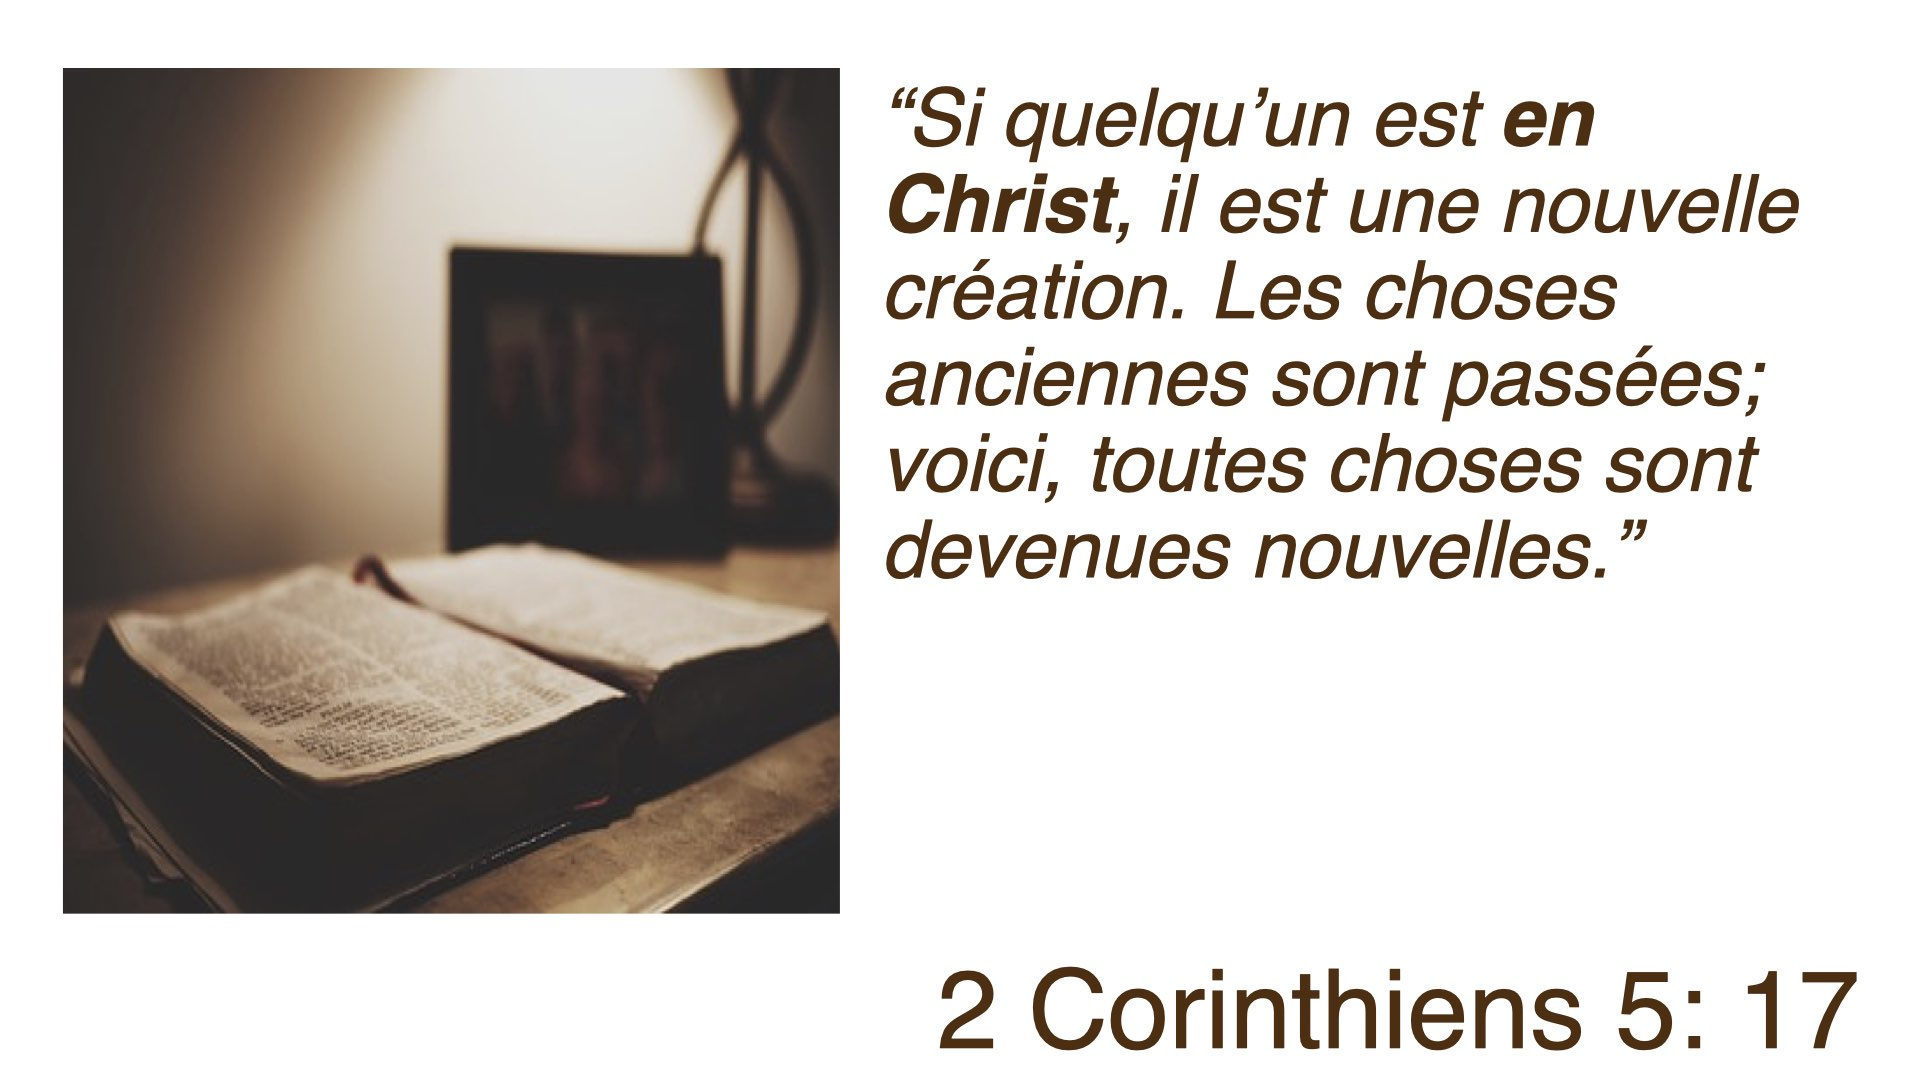 “Si quelqu’un est en
Christ, il est une nouvelle
création. Les choses
anciennes sont passées;
voici, toutes choses sont
devenues nouvelles.”
2 Corinthiens 5: 17